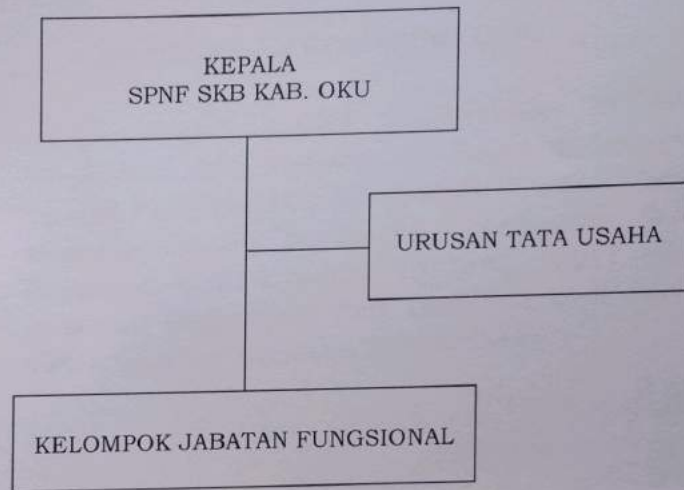 KEPALA
SPNF SKB KAB. OKU
URUSAN TATA USAHA
KELOMPOK JABATAN FUNGSIONAL